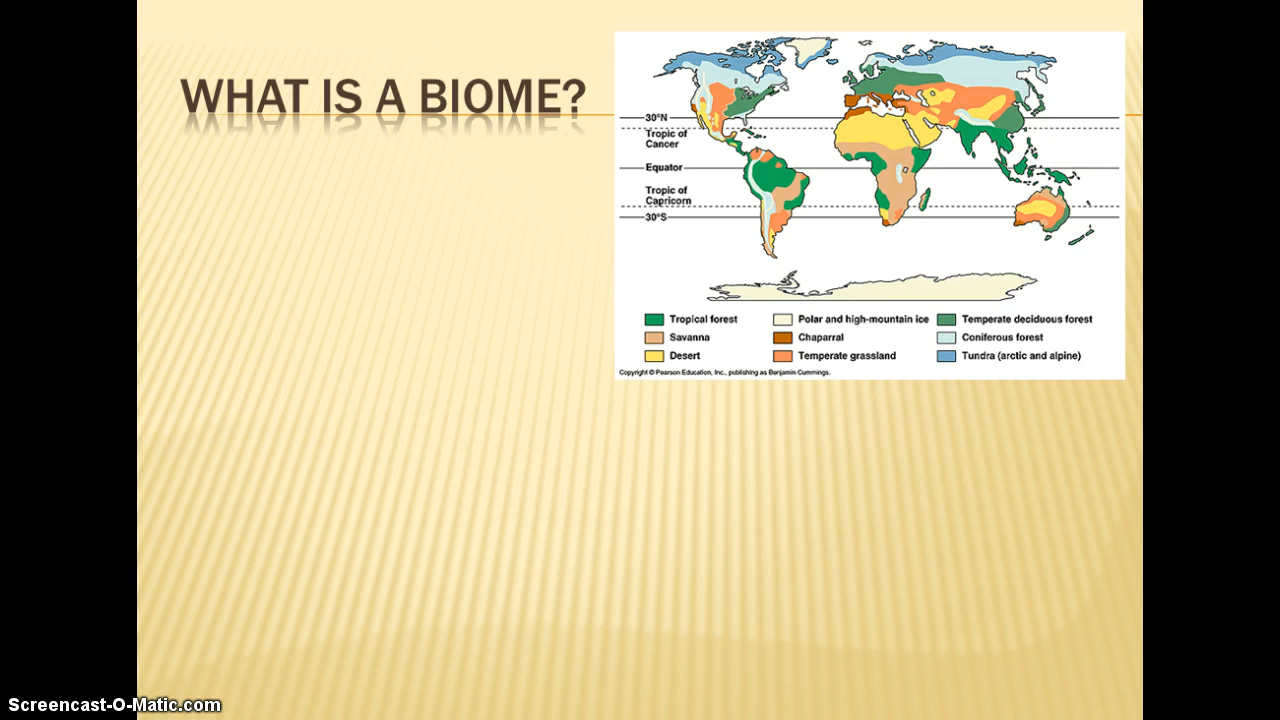 WHAT IS A BIOME?
30°N
Tropic of
Cancer
Equator
Tropic of
Capricorn
30°S
Tropical forest
Savanna
Desert
Polar and high-mountain ice
Chaparral
Temperate grassland
Temperate deciduous forest
Coniferous forest
Tundra (arctic and alpine)
Copyright © Pearson Education, Inc., publishing as Benjamin Cummings.
Screencast-O-Matic.com